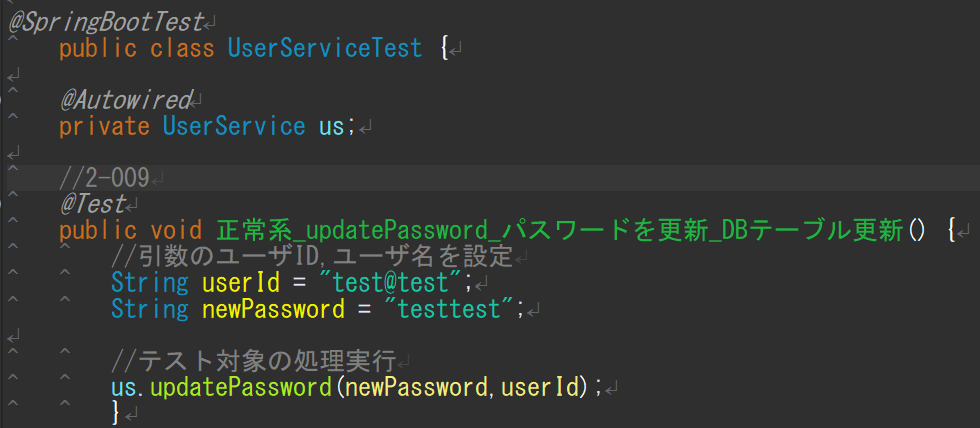 @SpringBootTest
public class UserServiceTest {
@Autowired
private UserService us;
//2-009
@Test
public void 正常系_updatePassword_パスワードを更新_DBテーブル更新() {
//引数のユーザID,ユーザ名を設定
String userId = "test@test";
String newPassword = "testtest";
//テスト対象の処理実行
us.updatePassword(newPassword,userId);
}